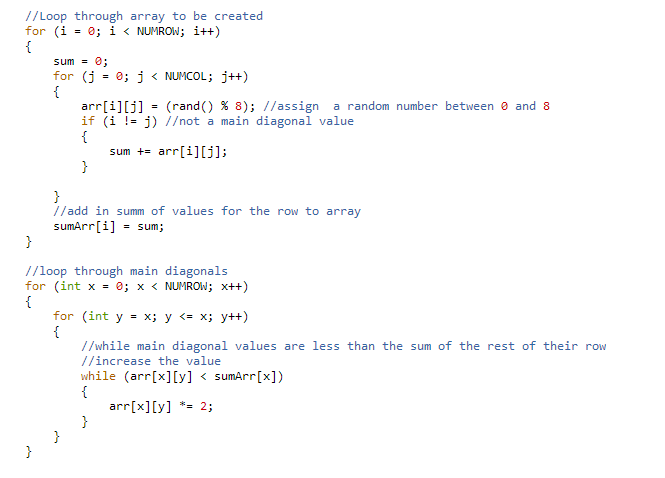 //Loop through array to be created
for (i = 0; i < NUMROW; i++)
{
    sum = 0;
    for (j = 0; j < NUMCOL; j++)
    {
        arr[i][j] = (rand() % 8); //assign  a random number between 0 and 8
        if (i != j) //not a main diagonal value
        {
            sum += arr[i][j];
        }

    }
    //add in summ of values for the row to array
    sumArr[i] = sum;
}

//loop through main diagonals
for (int x = 0; x < NUMROW; x++)
{
    for (int y = x; y <= x; y++)
    {
        //while main diagonal values are less than the sum of the rest of their row
        //increase the value
        while (arr[x][y] < sumArr[x])
        {
            arr[x][y] *= 2;
        }
    }
}